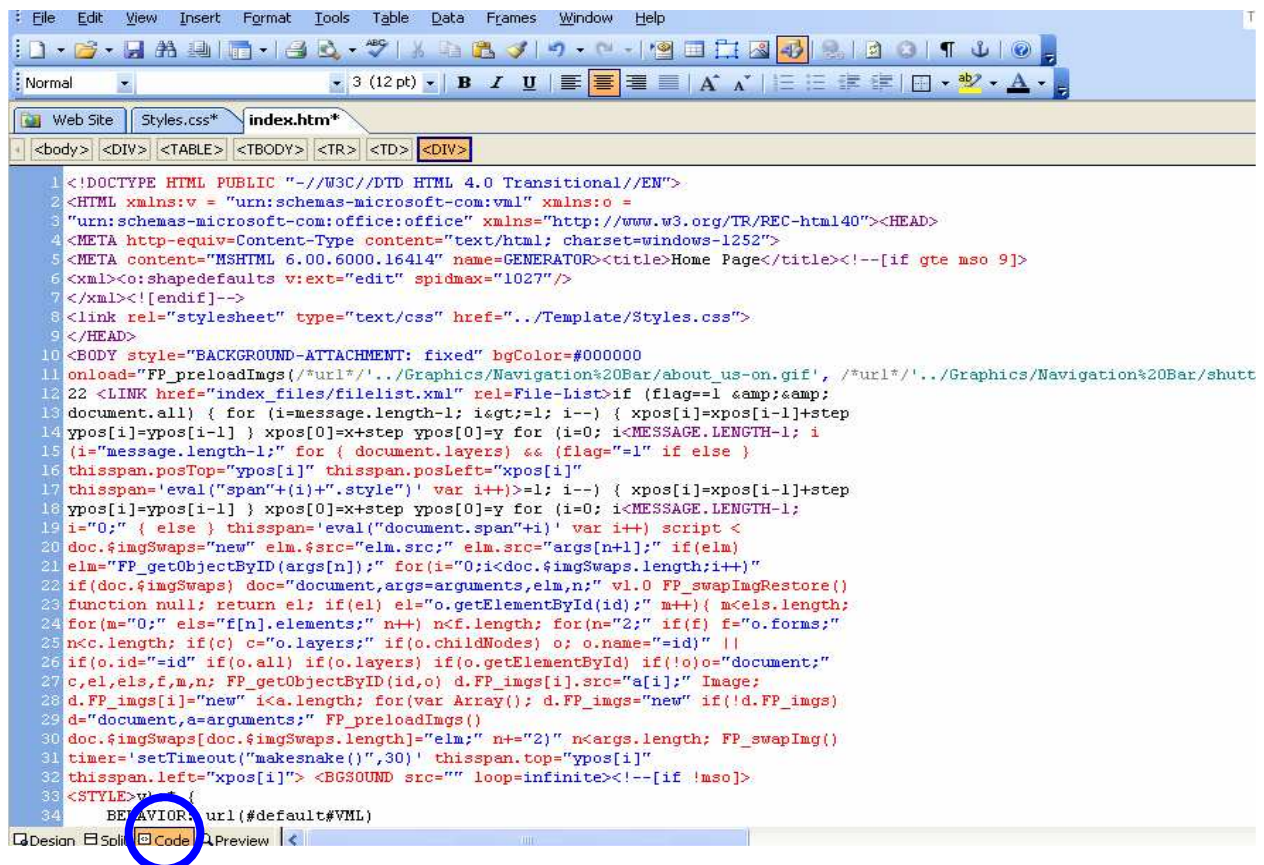 File Edit View Insert Format Tools Table Data Frames Window Help
Normal 3 (12 pt) B I U A A ab A
Web Site Styles.css* index.htm*
<body> <DIV> <TABLE> <TBODY> <TR> <TD> <DIV>
1 <!DOCTYPE HTML PUBLIC "-//W3C//DTD HTML 4.0 Transitional//EN">
2 <HTML xmlns:v = "urn:schemas-microsoft-com:vml" xmlns:o =
3 "urn:schemas-microsoft-com:office:office" xmlns="http://www.w3.org/TR/REC-html40"><HEAD>
4 <META http-equiv=Content-Type content="text/html; charset=windows-1252">
5 <META content="MSHTML 6.00.6000.16414" name=GENERATOR><title>Home Page</title><!--[if gte mso 9]>
6 <xml><o:shapedefaults v:ext="edit" spidmax="1027"/>
7 </xml><![endif]-->
8 <link rel="stylesheet" type="text/css" href="../Template/Styles.css">
9 </HEAD>
10 <BODY style="BACKGROUND-ATTACHMENT: fixed" bgColor=#000000
11 onload="FP_preloadImgs(/*url*/'../Graphics/Navigation%20Bar/about_us-on.gif', /*url*/'../Graphics/Navigation%20Bar/shutt
12 22 <LINK href="index_files/filelist.xml" rel=File-List>if (flag==1 &amp;&amp;
13 document.all) { for (i=message.length-1; i&gt;=1; i--) { xpos[i]=xpos[i-1]+step
14 ypos[i]=ypos[i-1] } xpos[0]=x+step ypos[0]=y for (i=0; i<MESSAGE.LENGTH-1; i
15 (i="message.length-1;" for { document.layers) && (flag="=1" if else }
16 thisspan.posTop="ypos[i]" thisspan.posLeft="xpos[i]"
17 thisspan='eval("span"+(i)+".style")' var i++)>=1; i--) { xpos[i]=xpos[i-1]+step
18 ypos[i]=ypos[i-1] } xpos[0]=x+step ypos[0]=y for (i=0; i<MESSAGE.LENGTH-1;
19 i="0;" { else } thisspan='eval("document.span"+i)' var i++) script <
20 doc.$imgSwaps="new" elm.$src="elm.src;" elm.src="args[n+1];" if(elm)
21 elm="FP_getObjectByID(args[n]);" for(i="0;i<doc.$imgSwaps.length;i++)"
22 if(doc.$imgSwaps) doc="document,args=arguments,elm,n;" v1.0 FP_swapImgRestore()
23 function null; return el; if(el) el="o.getElementById(id);" m++){ m<els.length;
24 for(m="0;" els="f[n].elements;" n++) n<f.length; for(n="2;" if(f) f="o.forms;"
25 n<c.length; if(c) c="o.layers;" if(o.childNodes) o; o.name="=id)" ||
26 if(o.id="=id" if(o.all) if(o.layers) if(o.getElementById) if(!o)o="document;"
27 c,el,els,f,m,n; FP_getObjectByID(id,o) d.FP_imgs[i].src="a[i];" Image;
28 d.FP_imgs[i]="new" i<a.length; for(var Array(); d.FP_imgs="new" if(!d.FP_imgs)
29 d="document,a=arguments;" FP_preloadImgs()
30 doc.$imgSwaps[doc.$imgSwaps.length]="elm;" n+="2)" n<args.length; FP_swapImg()
31 timer='setTimeout("makesnake()",30)' thisspan.top="ypos[i]"
32 thisspan.left="xpos[i]"> <BGSOUND src="" loop=infinite><!--[if !mso]>
33 <STYLE> {
34 BEHAVIOR: url(#default#VML)
Design Split Code Preview